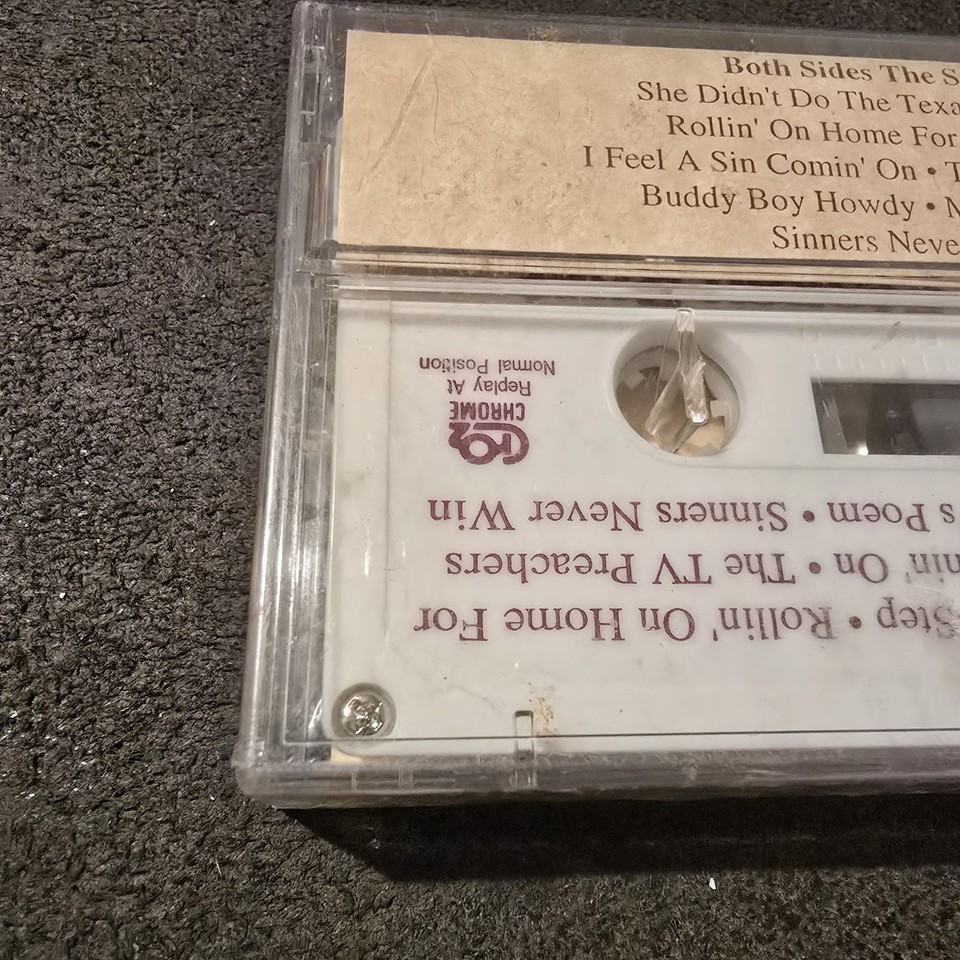 Both Sides The S
She Didn't Do The Texa
Rollin' On Home For
I Feel A Sin Comin' On • T
Buddy Boy Howdy • M
Sinners Neve
Step • Rollin' On Home For
nin' On • The TV Preachers
s Poem • Sinners Never Win
CrO2
CHROME
Replay At
Normal Position